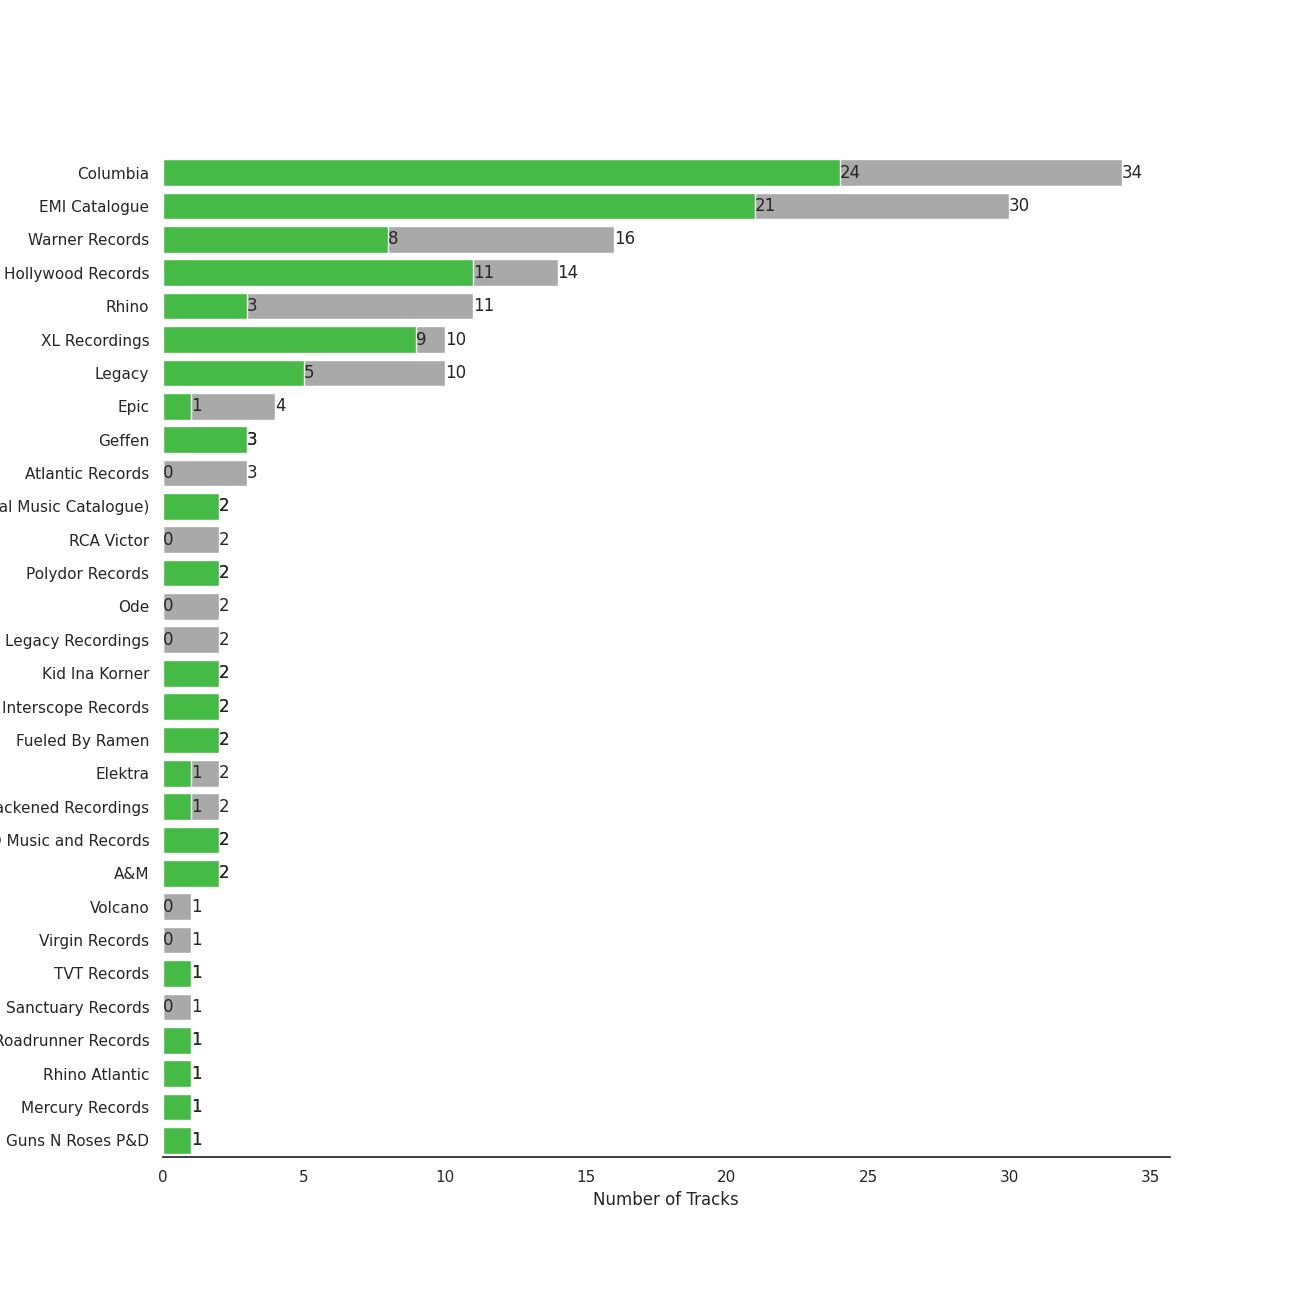 Columbia 24 34
EMI Catalogue 21 30
Warner Records 8 16
Hollywood Records 11 14
Rhino 3 11
XL Recordings 9 10
Legacy 5 10
Epic 1 4
Geffen 3
Atlantic Records 0 3
Music Catalogue) 2
RCA Victor 0 2
Polydor Records 2
Ode 0 2
Legacy Recordings 0 2
Kid Ina Korner 2
Interscope Records 2
Fueled By Ramen 2
Elektra 1 2
Recordings 1 2
Music and Records 2
A&M 2
Volcano 0 1
Virgin Records 0 1
TVT Records 1
Sanctuary Records 0 1
Roadrunner Records 1
Rhino Atlantic 1
Mercury Records 1
Guns N Roses P&D 1
0 5 10 15 20 25 30 35
Number of Tracks